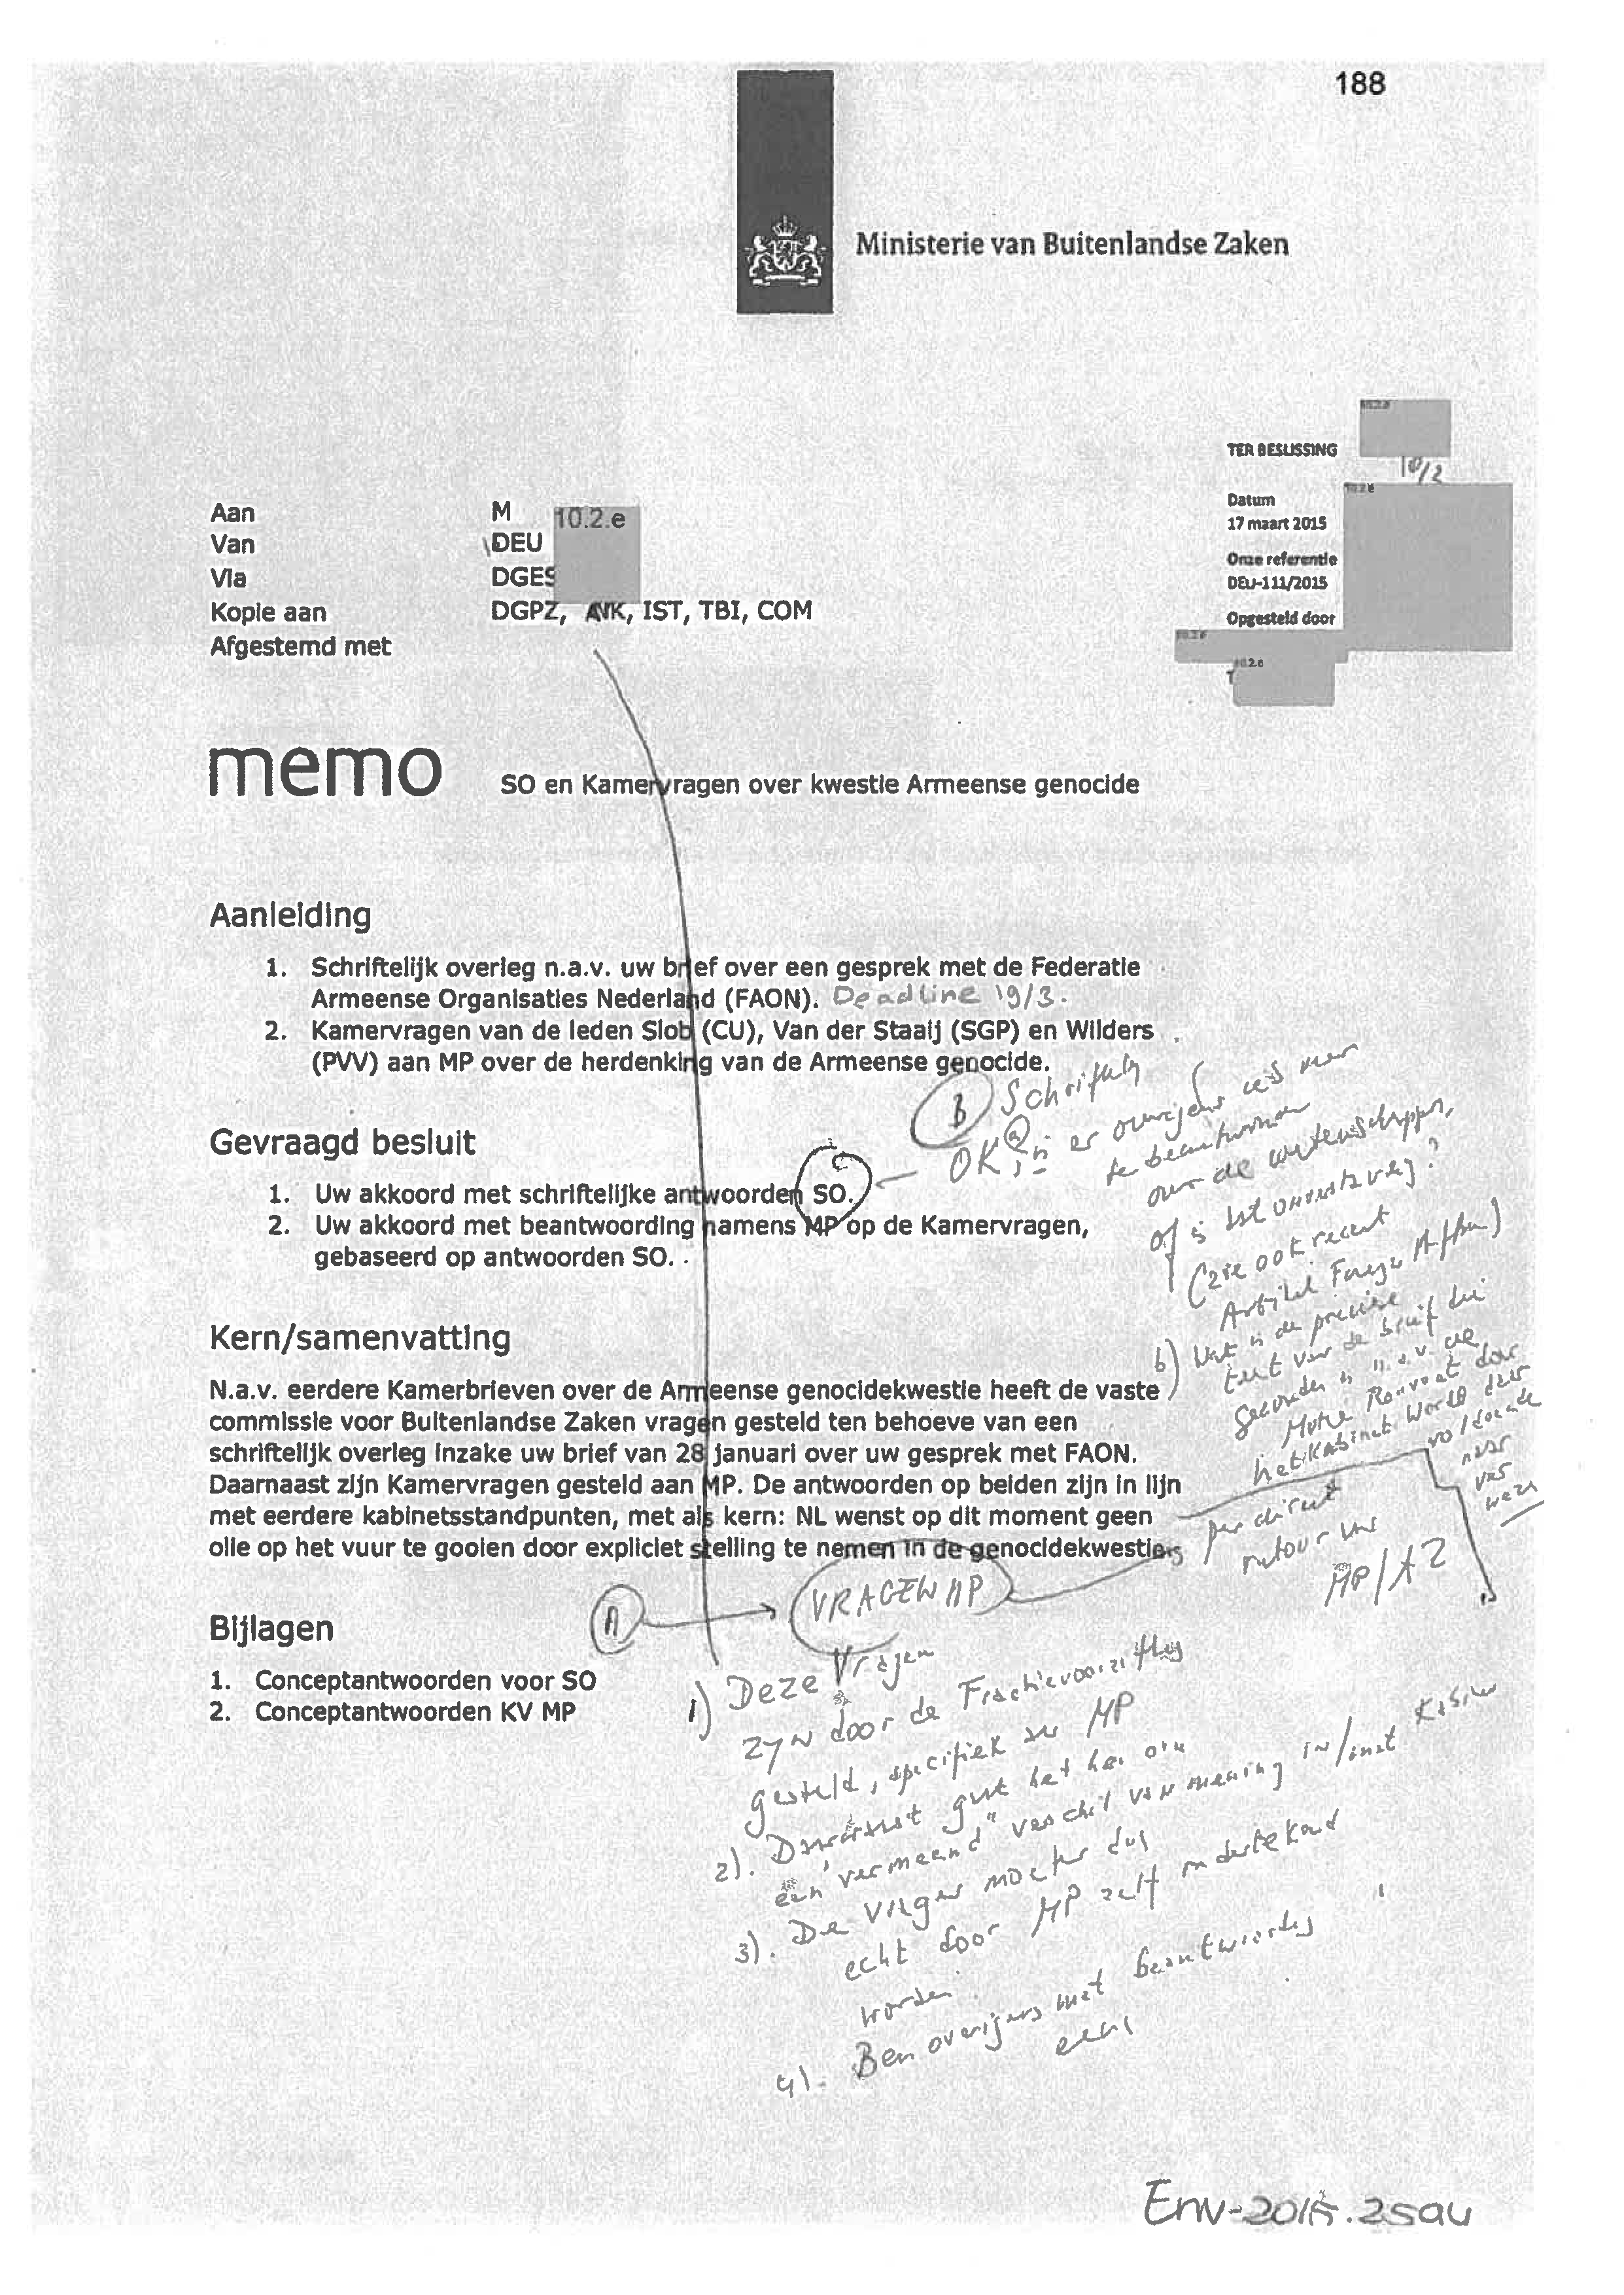 188
Ministerie van Buitenlandse Zaken
TER BESLISSING
10.2.e
10/2
Aan M 10.2.e
Van DEU
Via DGES
Kopie aan DGPZ, AVK, IST, TBI, COM
Afgestemd met
Datum
17 maart 2015
Onze referentie
DEU-111/2015
Opgesteld door
10.2.e
10.2.e
10.2.e
T
memo SO en Kamervragen over kwestie Armeense genocide
Aanleiding
1. Schriftelijk overleg n.a.v. uw brief over een gesprek met de Federatie
Armeense Organisaties Nederland (FAON). Deadline 19/3.
2. Kamervragen van de leden Slob (CU), Van der Staaij (SGP) en Wilders
(PVV) aan MP over de herdenking van de Armeense genocide.
Gevraagd besluit
1. Uw akkoord met schriftelijke antwoorden SO.
2. Uw akkoord met beantwoording namens MP op de Kamervragen,
gebaseerd op antwoorden SO.
B Schriftelijk
OK, a) is er overigens iets meer
te beantwoorden
over de wetenschappen,
of is het onverstandig?
(zie ook recent
Artikel Foreign Affairs)
b) Wat is de precieze
tekst van de brief die
gezonden is n.a.v. de
Motie Rouvoet door
het kabinet. Wordt daar
voldoende
naar
verwezen
Kern/samenvatting
N.a.v. eerdere Kamerbrieven over de Armeense genocidekwestie heeft de vaste
commissie voor Buitenlandse Zaken vragen gesteld ten behoeve van een
schriftelijk overleg inzake uw brief van 28 januari over uw gesprek met FAON.
Daarnaast zijn Kamervragen gesteld aan MP. De antwoorden op beiden zijn in lijn
met eerdere kabinetsstandpunten, met als kern: NL wenst op dit moment geen
olie op het vuur te gooien door expliciet stelling te nemen in de genocidekwestie.
per direct
retour naar
MP/AZ
A VRAGEN MP
Bijlagen
1. Conceptantwoorden voor SO
2. Conceptantwoorden KV MP
1) Deze Vragen
zijn door de Fractievoorzitters
gesteld, specifiek aan MP
2). Daarnaast gaat het hier om
een "vermeend" verschil van mening in/met Kabinet
3). De vragen moeten dus
echt door MP zelf ondertekend
worden.
4). Ben overigens met beantwoording
eens
Env-2015.25au